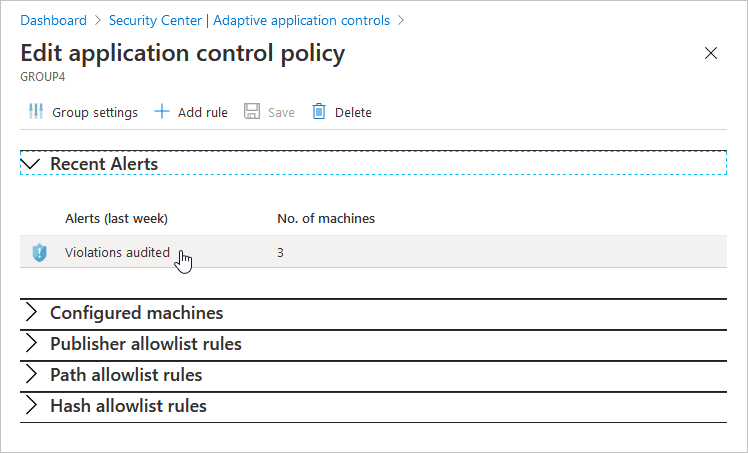 Dashboard > Security Center | Adaptive application controls >
Edit application control policy
GROUP4
Group settings Add rule Save Delete
Recent Alerts
Alerts (last week) No. of machines
Violations audited 3
Configured machines
Publisher allowlist rules
Path allowlist rules
Hash allowlist rules